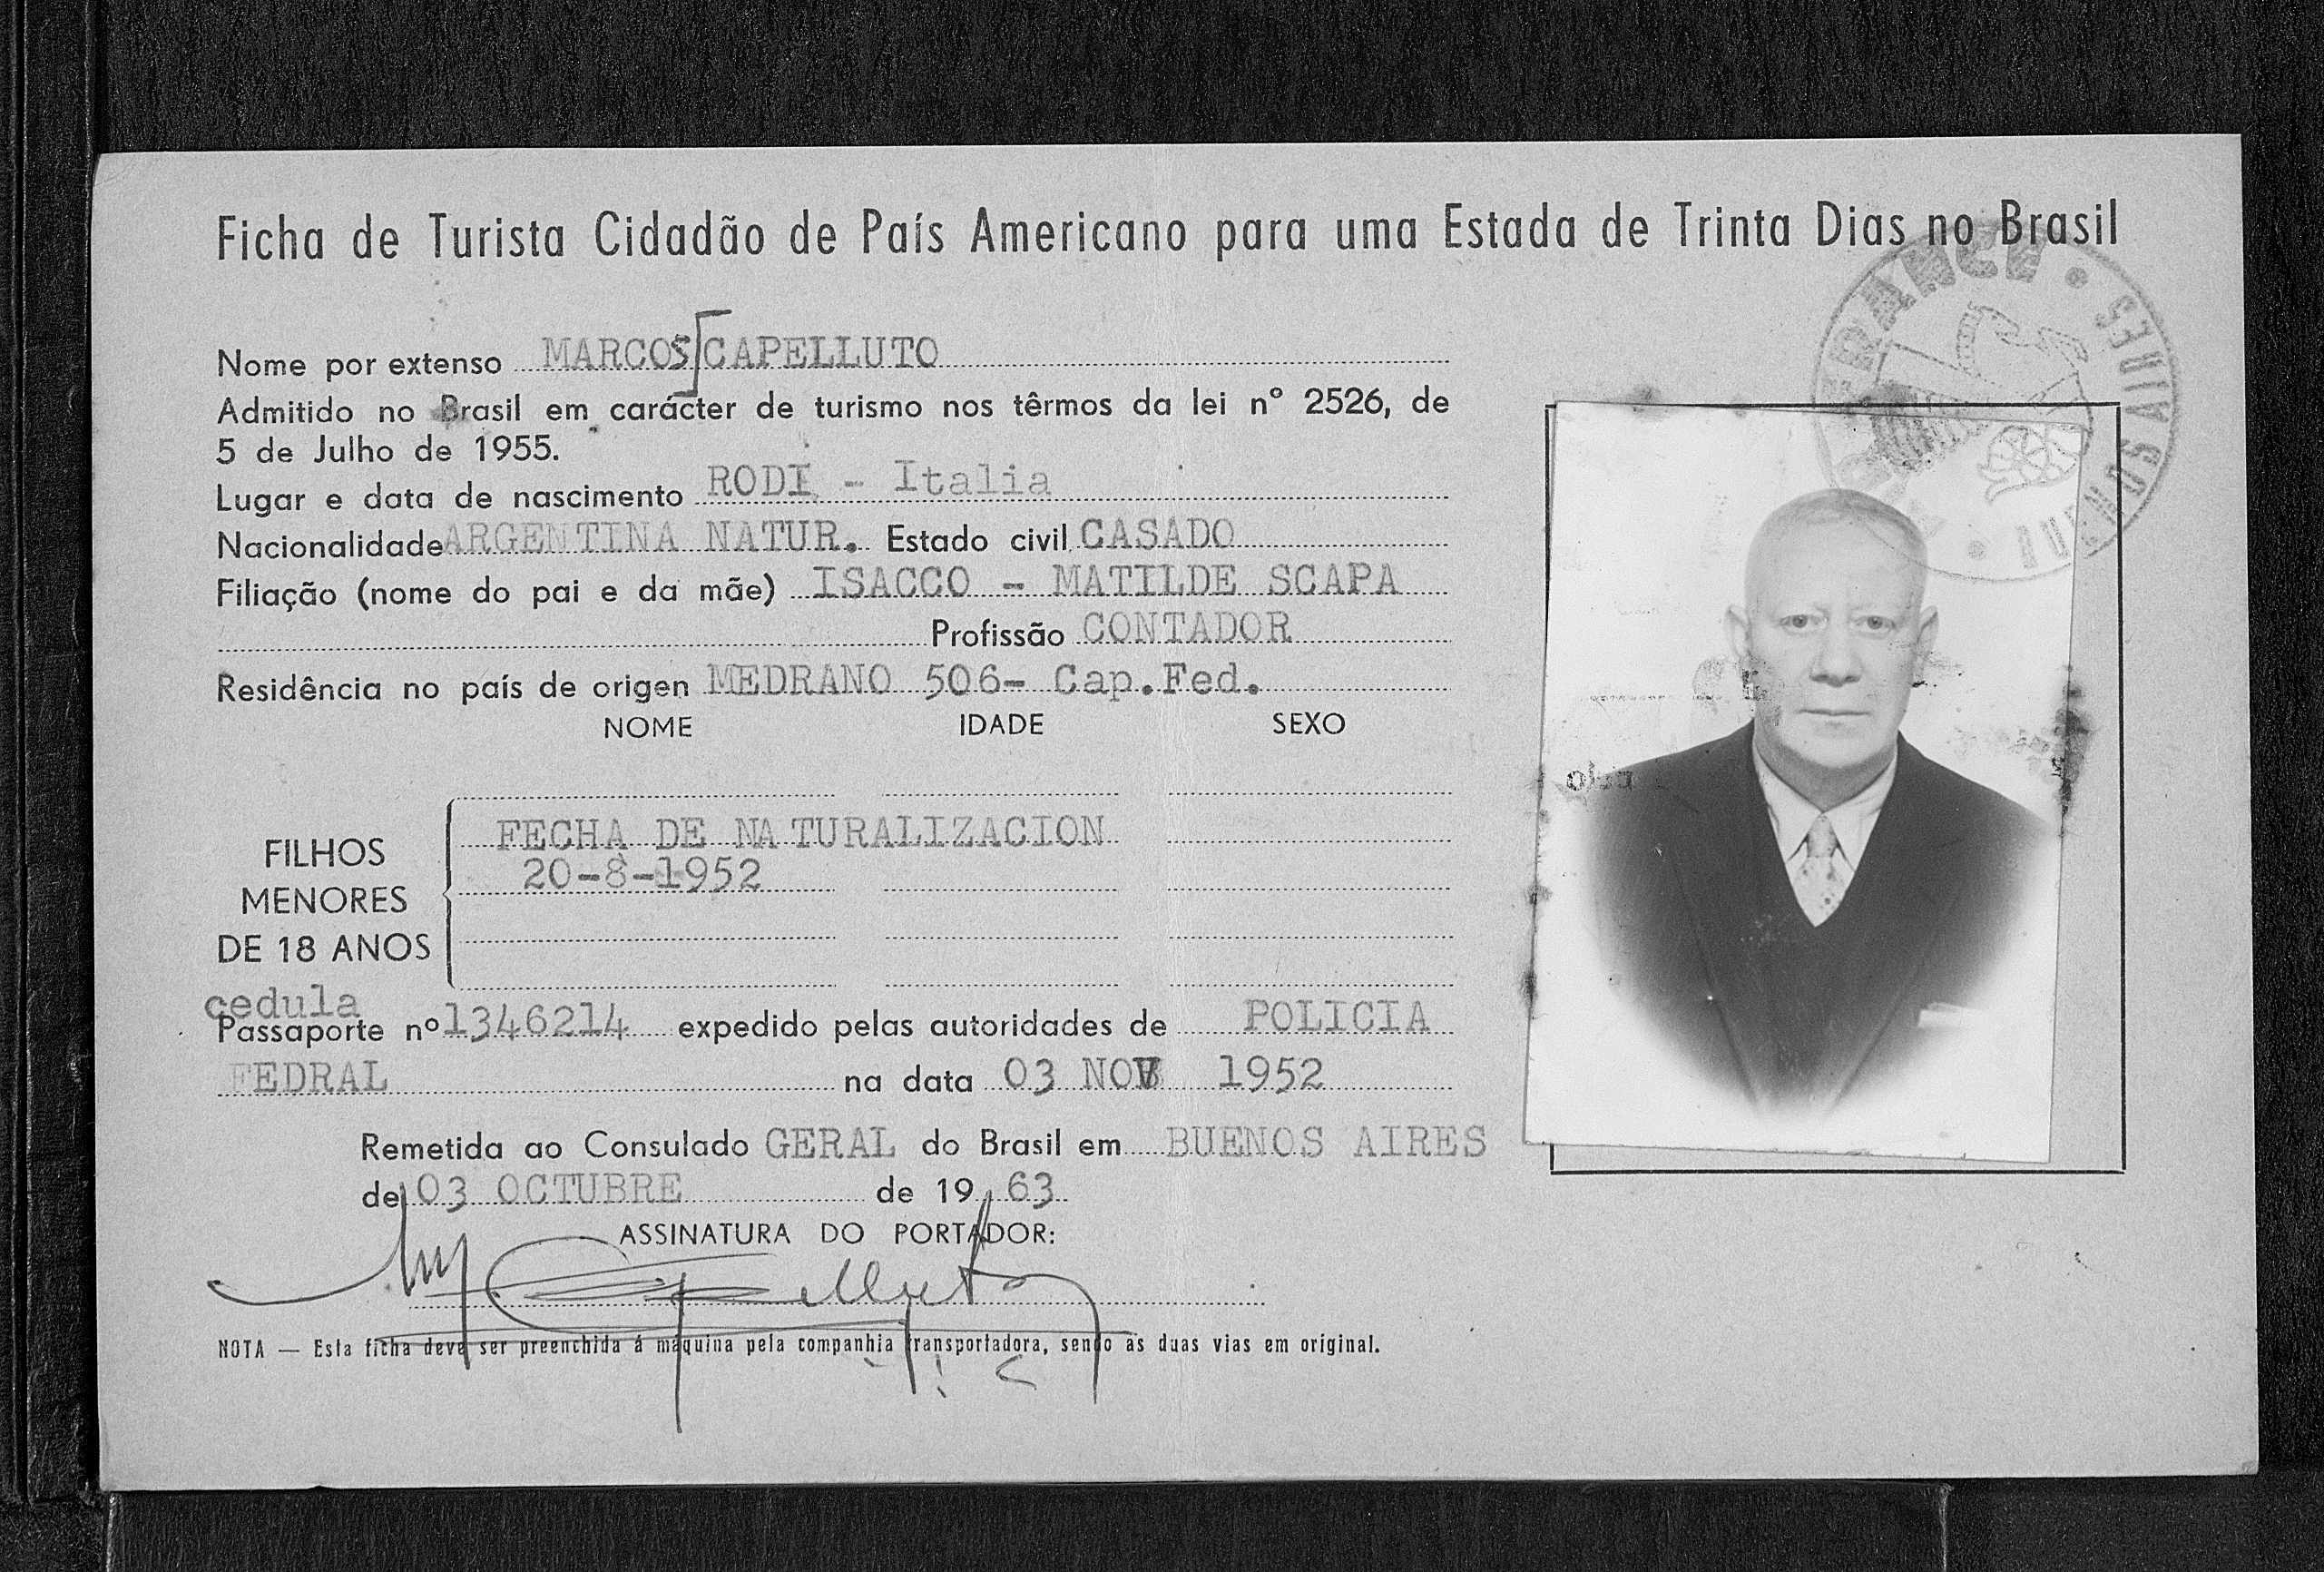 Ficha de Turista Cidadão de País Americano para uma Estada de Trinta Dias no Brasil
Nome por extenso MARCOS CAPELLUTO
Admitido no Brasil em carácter de turismo nos têrmos da lei nº 2526, de
5 de Julho de 1955.
Lugar e data de nascimento RODI - Italia
Nacionalidade ARGENTINA NATUR. Estado civil CASADO
Filiação (nome do pai e da mãe) ISACCO - MATILDE SCAPA
Profissão CONTADOR
Residência no país de origen MEDRANO 506- Cap.Fed.
NOME IDADE SEXO
FILHOS
MENORES
DE 18 ANOS
FECHA DE NA TURALIZACION
20-8-1952
cedula
Passaporte nº 1346214 expedido pelas autoridades de POLICIA
FEDRAL na data 03 NOV 1952
Remetida ao Consulado GERAL do Brasil em BUENOS AIRES
de 03 OCTUBRE de 19 63
ASSINATURA DO PORTADOR:
M Capelluto
NOTA — Esta ficha deve ser preenchida á máquina pela companhia transportadora, sendo as duas vias em original.
FRANCE
BUENOS AIRES